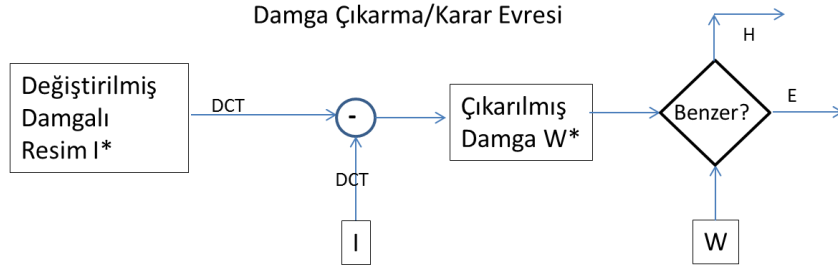 Damga Çıkarma/Karar Evresi
H
Değiştirilmiş
Damgalı
Resim I*
DCT
-
Çıkarılmış
Damga W*
Benzer?
E
DCT
I
W